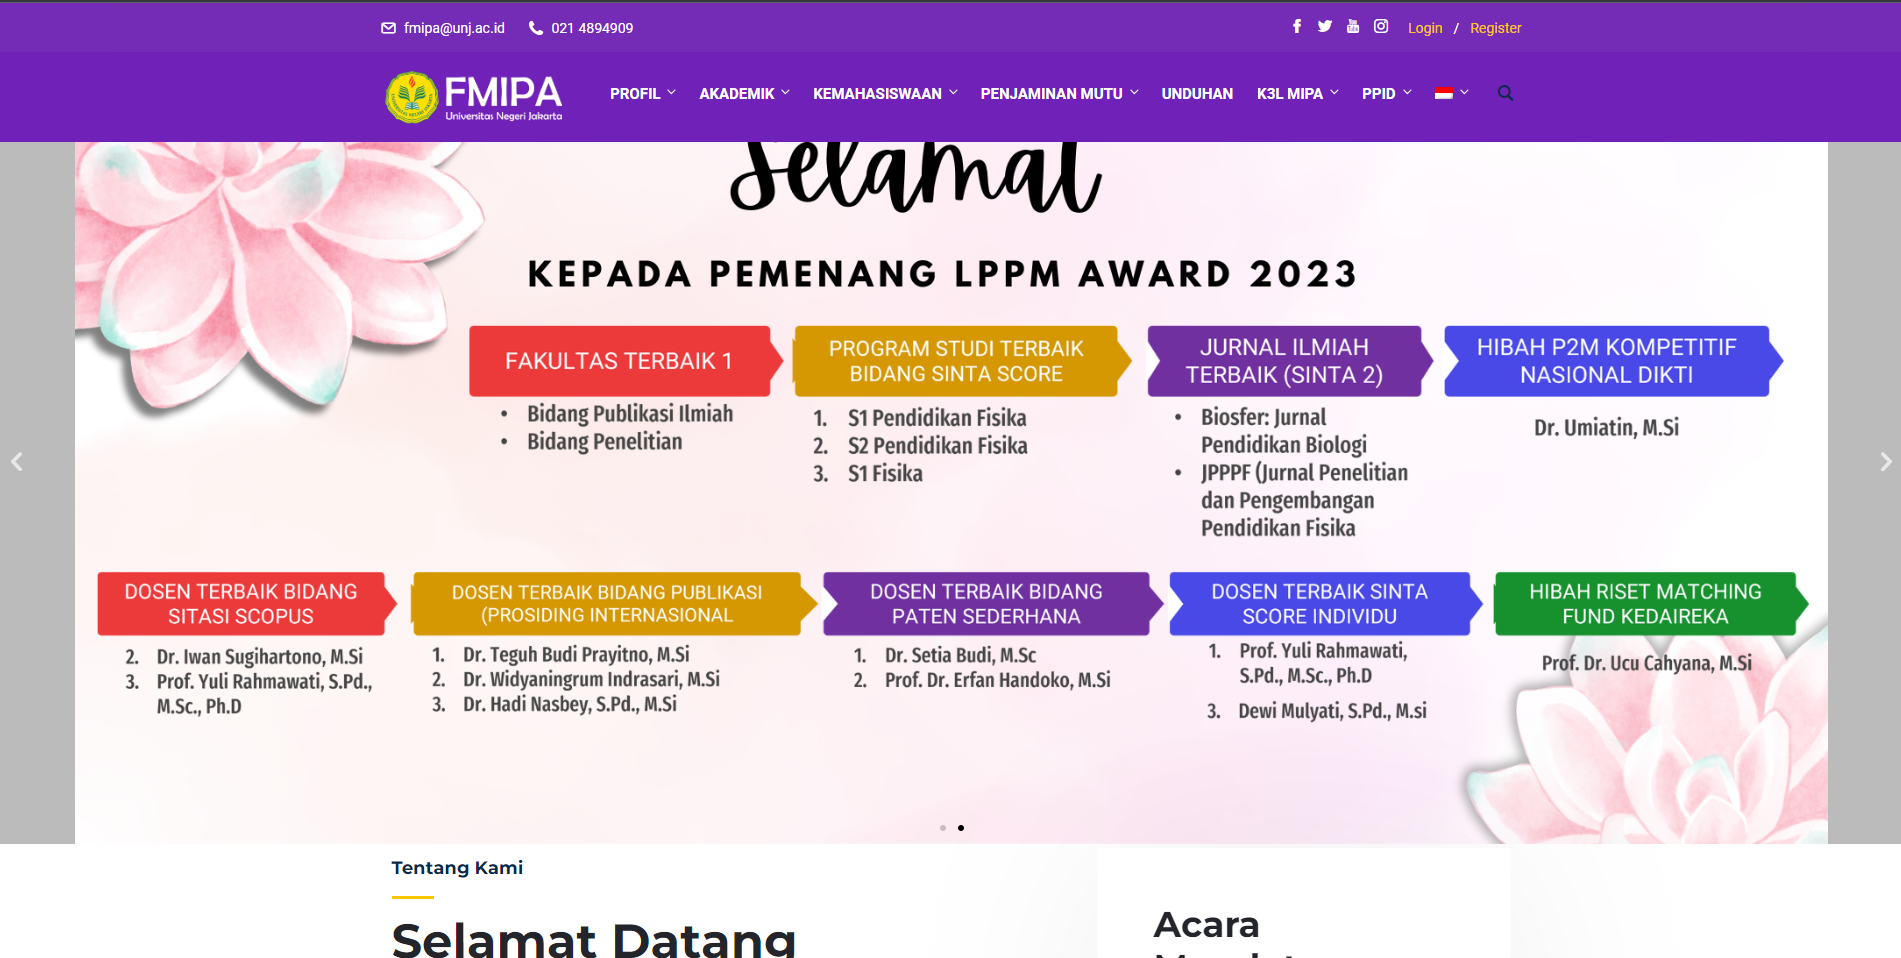 fmipa@unj.ac.id 021 4894909 Login / Register
FMIPA
Universitas Negeri Jakarta
PROFIL AKADEMIK KEMAHASISWAAN PENJAMINAN MUTU UNDUHAN K3L MIPA PPID
Selamat
KEPADA PEMENANG LPPM AWARD 2023
FAKULTAS TERBAIK 1
• Bidang Publikasi Ilmiah
• Bidang Penelitian
PROGRAM STUDI TERBAIK
BIDANG SINTA SCORE
1. S1 Pendidikan Fisika
2. S2 Pendidikan Fisika
3. S1 Fisika
JURNAL ILMIAH
TERBAIK (SINTA 2)
• Biosfer: Jurnal
Pendidikan Biologi
• JPPPF (Jurnal Penelitian
dan Pengembangan
Pendidikan Fisika
HIBAH P2M KOMPETITIF
NASIONAL DIKTI
Dr. Umiatin, M.Si
DOSEN TERBAIK BIDANG
SITASI SCOPUS
2. Dr. Iwan Sugihartono, M.Si
3. Prof. Yuli Rahmawati, S.Pd.,
M.Sc., Ph.D
DOSEN TERBAIK BIDANG PUBLIKASI
(PROSIDING INTERNASIONAL
1. Dr. Teguh Budi Prayitno, M.Si
2. Dr. Widyaningrum Indrasari, M.Si
3. Dr. Hadi Nasbey, S.Pd., M.Si
DOSEN TERBAIK BIDANG
PATEN SEDERHANA
1. Dr. Setia Budi, M.Sc
2. Prof. Dr. Erfan Handoko, M.Si
DOSEN TERBAIK SINTA
SCORE INDIVIDU
1. Prof. Yuli Rahmawati,
S.Pd., M.Sc., Ph.D
3. Dewi Mulyati, S.Pd., M.si
HIBAH RISET MATCHING
FUND KEDAIREKA
Prof. Dr. Ucu Cahyana, M.Si
Tentang Kami
Selamat Datang
Acara